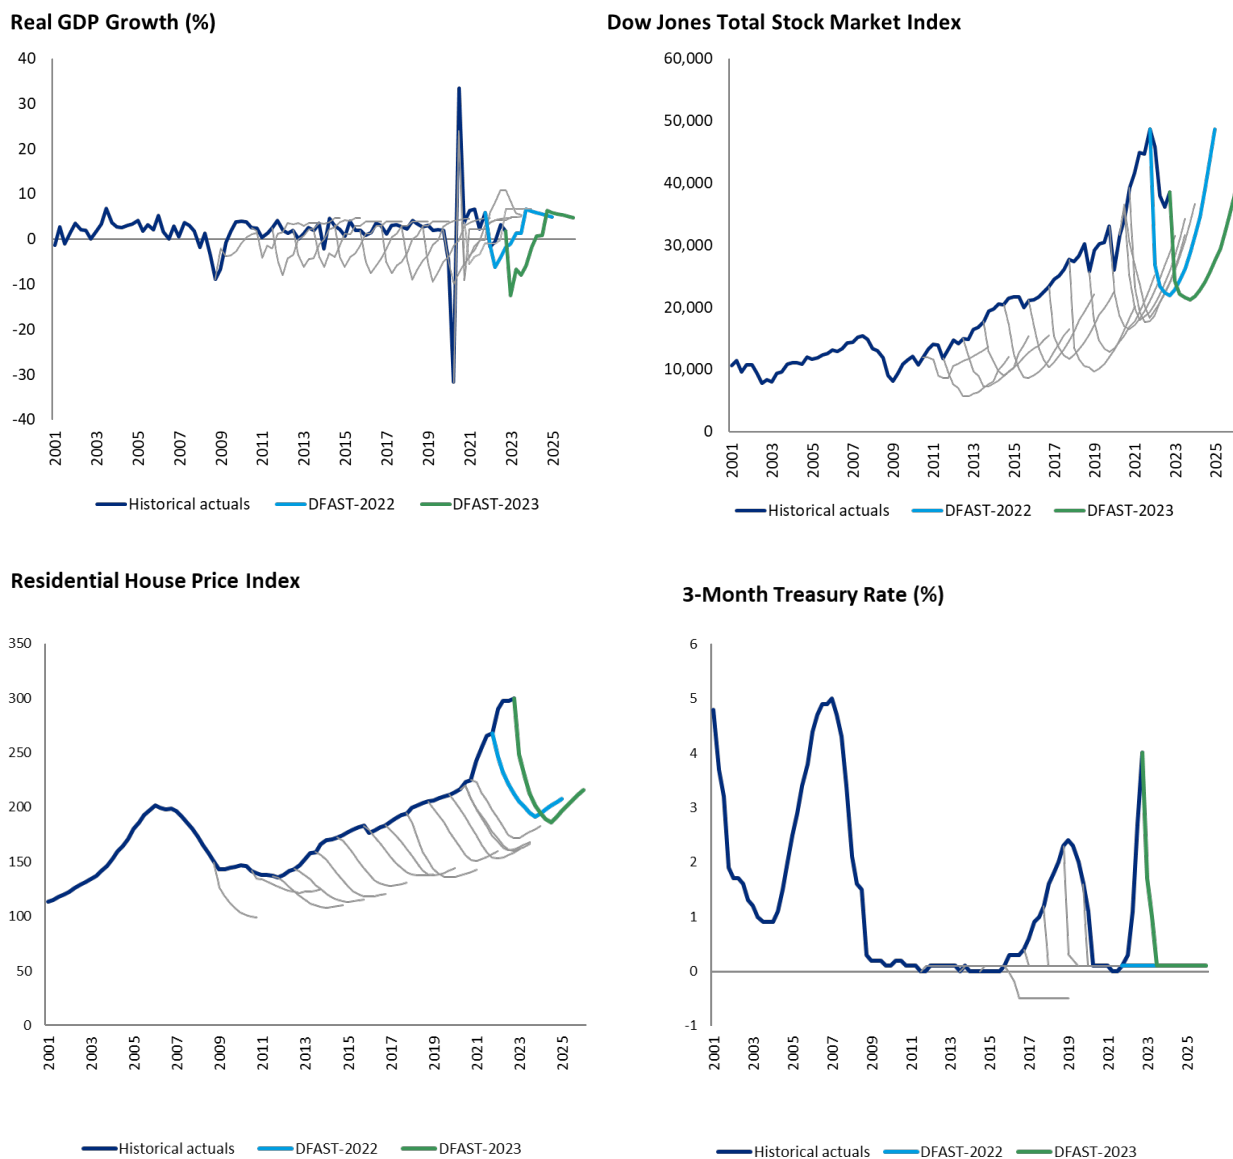 Real GDP Growth (%)
40
30
20
10
0
-10
-20
-30
-40
2001 2003 2005 2007 2009 2011 2013 2015 2017 2019 2021 2023 2025
Historical actuals DFAST-2022 DFAST-2023
Dow Jones Total Stock Market Index
60,000
50,000
40,000
30,000
20,000
10,000
0
2001 2003 2005 2007 2009 2011 2013 2015 2017 2019 2021 2023 2025
Historical actuals DFAST-2022 DFAST-2023
Residential House Price Index
350
300
250
200
150
100
50
0
2001 2003 2005 2007 2009 2011 2013 2015 2017 2019 2021 2023 2025
Historical actuals DFAST-2022 DFAST-2023
3-Month Treasury Rate (%)
6
5
4
3
2
1
0
-1
2001 2003 2005 2007 2009 2011 2013 2015 2017 2019 2021 2023 2025
Historical actuals DFAST-2022 DFAST-2023